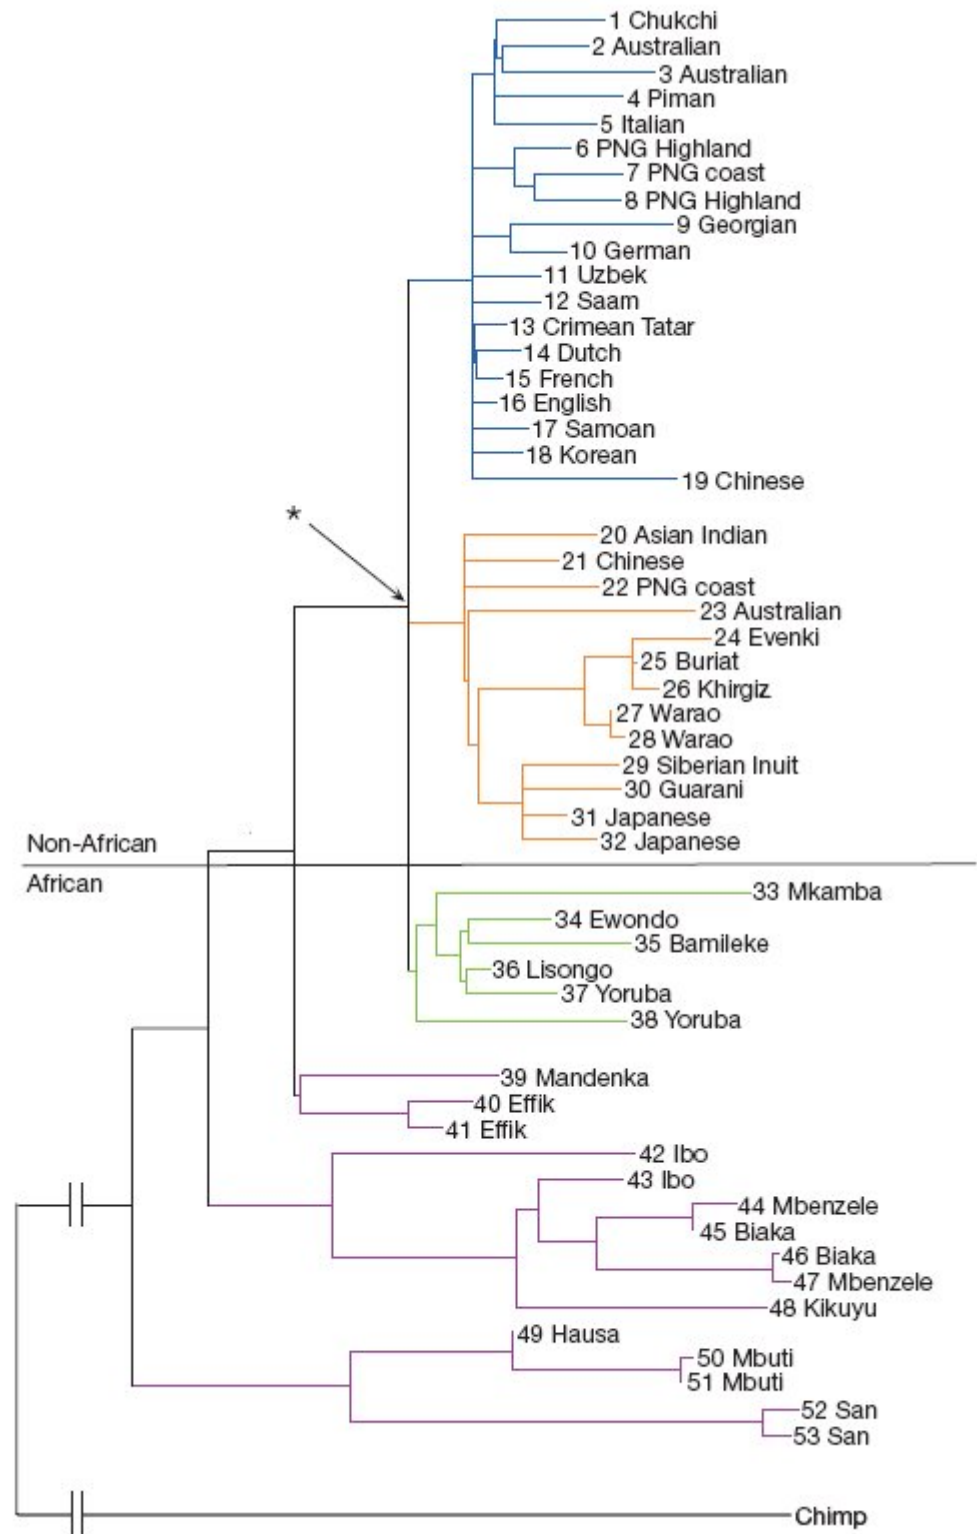 1 Chukchi
2 Australian
3 Australian
4 Piman
5 Italian
6 PNG Highland
7 PNG coast
8 PNG Highland
9 Georgian
10 German
11 Uzbek
12 Saam
13 Crimean Tatar
14 Dutch
15 French
16 English
17 Samoan
18 Korean
19 Chinese
*
20 Asian Indian
21 Chinese
22 PNG coast
23 Australian
24 Evenki
25 Buriat
26 Khirgiz
27 Warao
28 Warao
29 Siberian Inuit
30 Guarani
31 Japanese
32 Japanese
Non-African
African
33 Mkamba
34 Ewondo
35 Bamileke
36 Lisongo
37 Yoruba
38 Yoruba
39 Mandenka
40 Effik
41 Effik
42 Ibo
43 Ibo
44 Mbenzele
45 Biaka
46 Biaka
47 Mbenzele
48 Kikuyu
49 Hausa
50 Mbuti
51 Mbuti
52 San
53 San
Chimp